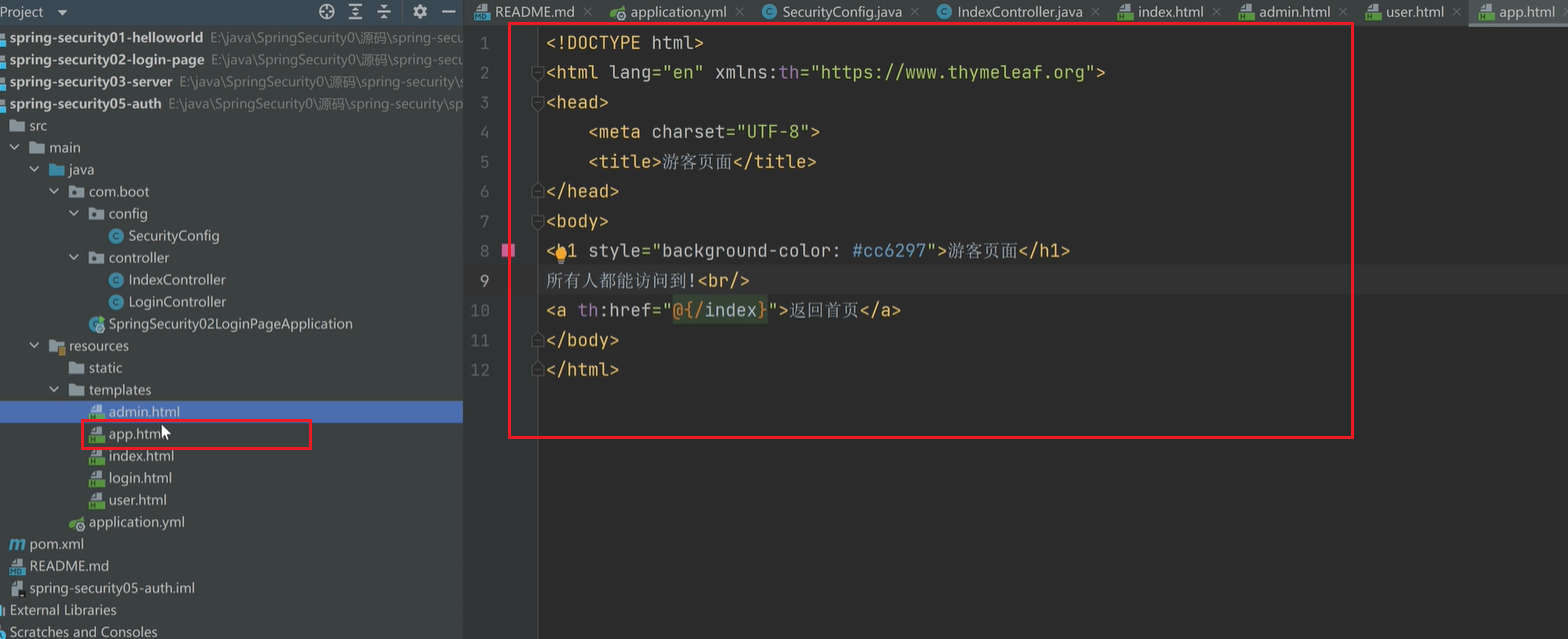 Project
README.md
application.yml
SecurityConfig.java
IndexController.java
index.html
admin.html
user.html
app.html
spring-security01-helloworld E:\java\SpringSecurity0\源码\spring-secu
spring-security02-login-page E:\java\SpringSecurity0\源码\spring-secu
spring-security03-server E:\java\SpringSecurity0\源码\spring-security\s
spring-security05-auth E:\java\SpringSecurity0\源码\spring-security\sp
src
main
java
com.boot
config
SecurityConfig
controller
IndexController
LoginController
SpringSecurity02LoginPageApplication
resources
static
templates
admin.html
app.html
index.html
login.html
user.html
application.yml
pom.xml
README.md
spring-security05-auth.iml
External Libraries
Scratches and Consoles
1 <!DOCTYPE html>
2 <html lang="en" xmlns:th="https://www.thymeleaf.org">
3 <head>
4 <meta charset="UTF-8">
5 <title>游客页面</title>
6 </head>
7 <body>
8 <h1 style="background-color: #cc6297">游客页面</h1>
9 所有人都能访问到!<br/>
10 <a th:href="@{/index}">返回首页</a>
11 </body>
12 </html>